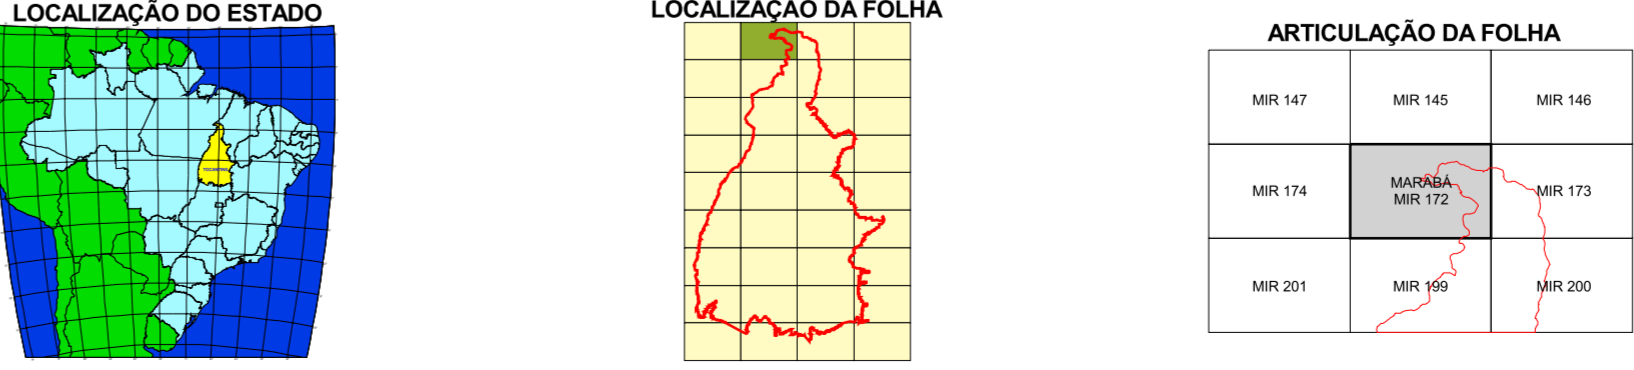 LOCALIZAÇÃO DO ESTADO
TOCANTINS
LOCALIZAÇÃO DA FOLHA
ARTICULAÇÃO DA FOLHA
MIR 147
MIR 145
MIR 146
MIR 174
MARABÁ
MIR 172
MIR 173
MIR 201
MIR 199
MIR 200